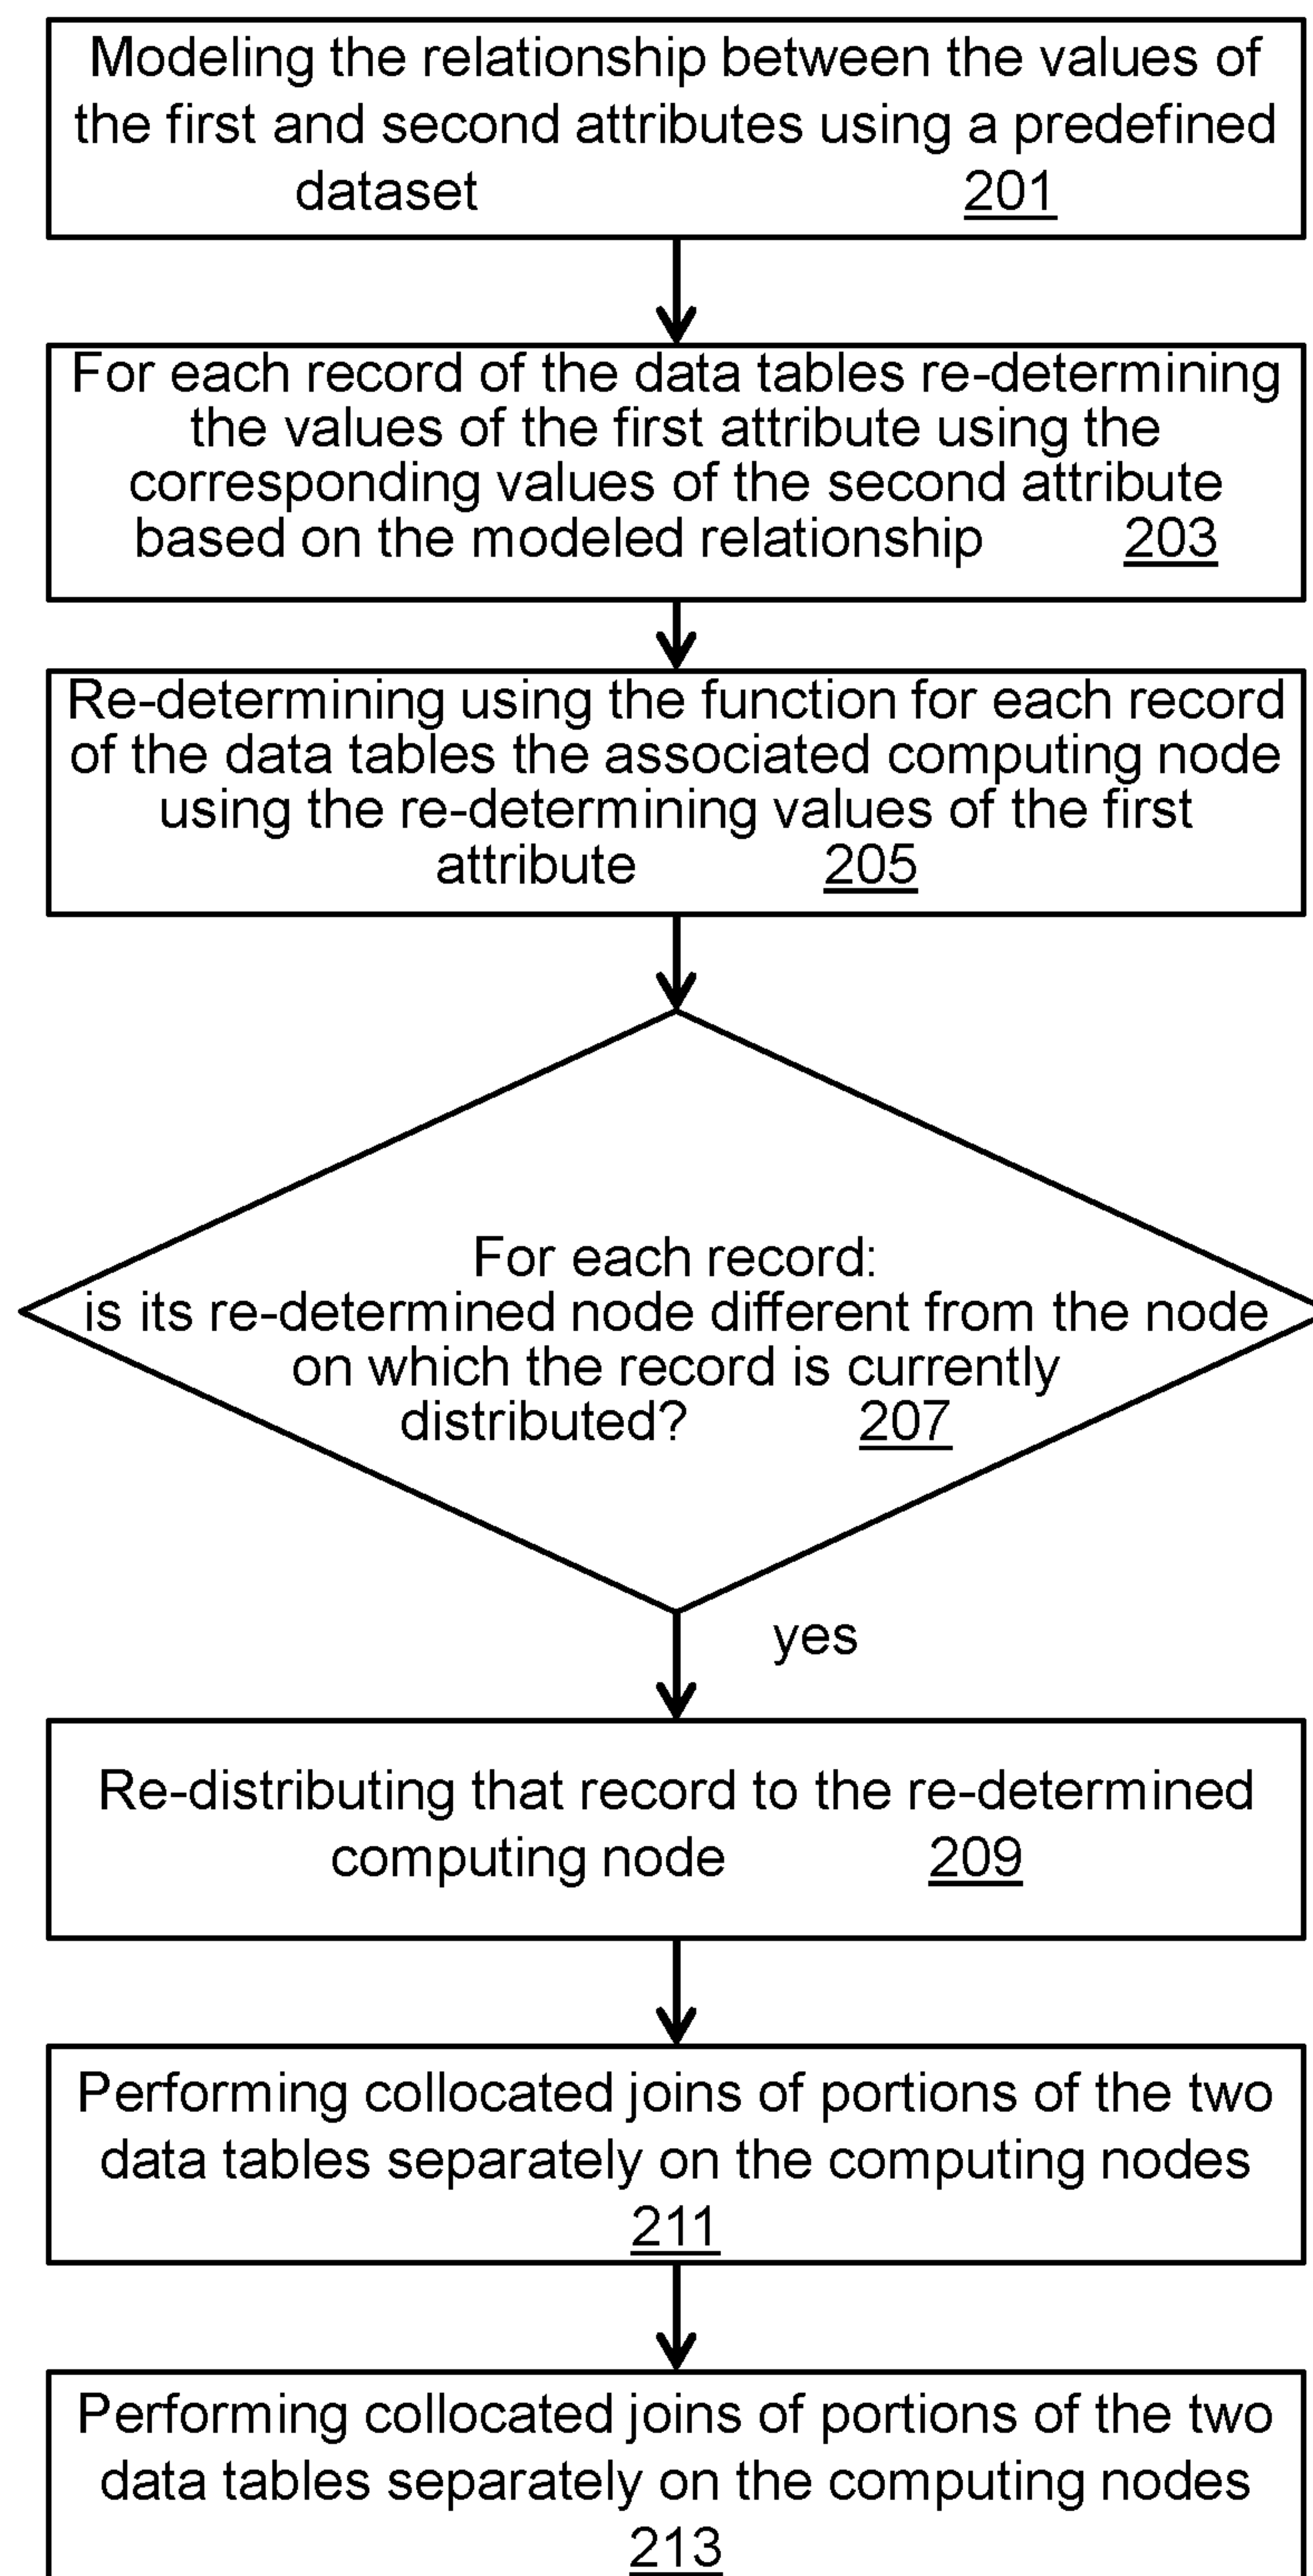 Modeling the relationship between the values of
the first and second attributes using a predefined
dataset 201
For each record of the data tables re-determining
the values of the first attribute using the
corresponding values of the second attribute
based on the modeled relationship 203
Re-determining using the function for each record
of the data tables the associated computing node
using the re-determining values of the first
attribute 205
For each record:
is its re-determined node different from the node
on which the record is currently
distributed? 207
yes
Re-distributing that record to the re-determined
computing node 209
Performing collocated joins of portions of the two
data tables separately on the computing nodes
211
Performing collocated joins of portions of the two
data tables separately on the computing nodes
213